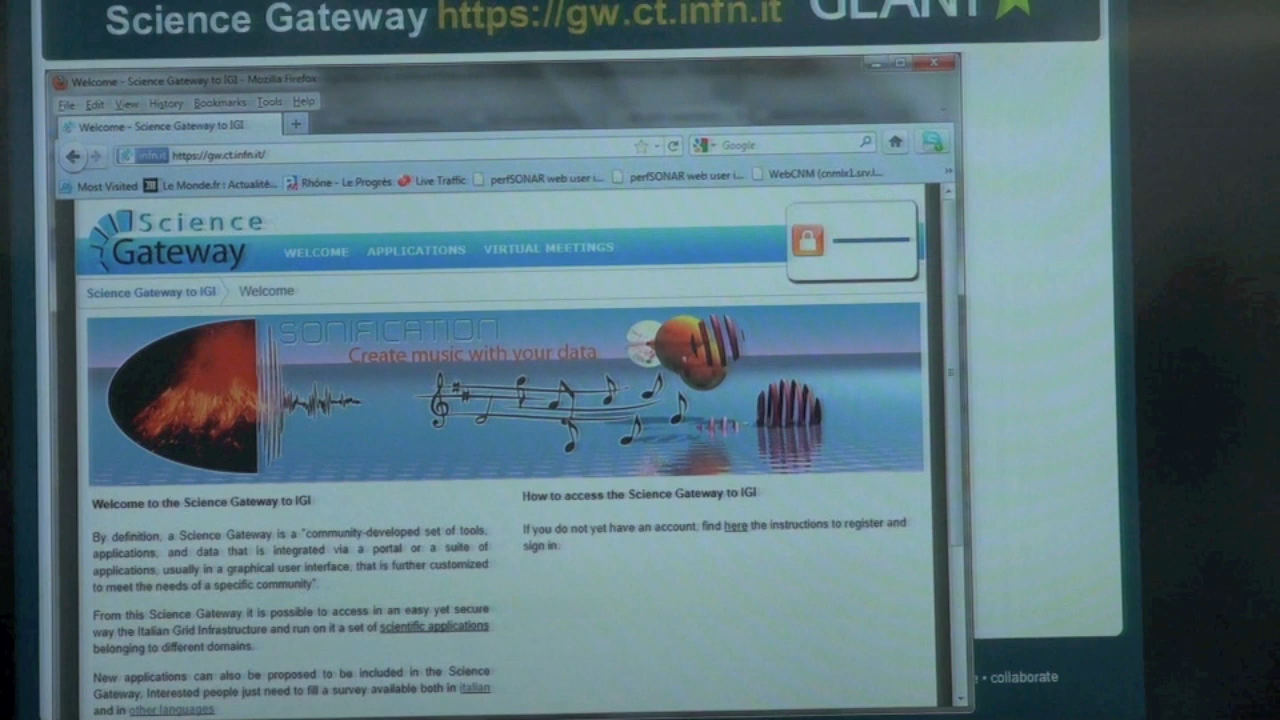 Science Gateway https://gw.ct.infn.it GÉANT
Welcome - Science Gateway to IGI - Mozilla Firefox
File Edit View History Bookmarks Tools Help
Welcome - Science Gateway to IGI
infn.it https://gw.ct.infn.it/ Google
Most Visited Le Monde.fr : Actualité... Rhône - Le Progrès Live Traffic perfSONAR web user i... perfSONAR web user i... WebCNM (cnmlx1.srv.l...
Science
Gateway WELCOME APPLICATIONS VIRTUAL MEETINGS
Science Gateway to IGI Welcome
SONIFICATION
Create music with your data
Welcome to the Science Gateway to IGI
By definition, a Science Gateway is a "community-developed set of tools,
applications, and data that is integrated via a portal or a suite of
applications, usually in a graphical user interface, that is further customized
to meet the needs of a specific community".
From this Science Gateway it is possible to access in an easy yet secure
way the Italian Grid Infrastructure and run on it a set of scientific applications
belonging to different domains.
New applications can also be proposed to be included in the Science
Gateway. Interested people just need to fill a survey available both in italian
and in other languages
How to access the Science Gateway to IGI
If you do not yet have an account, find here the instructions to register and
sign in.
• collaborate